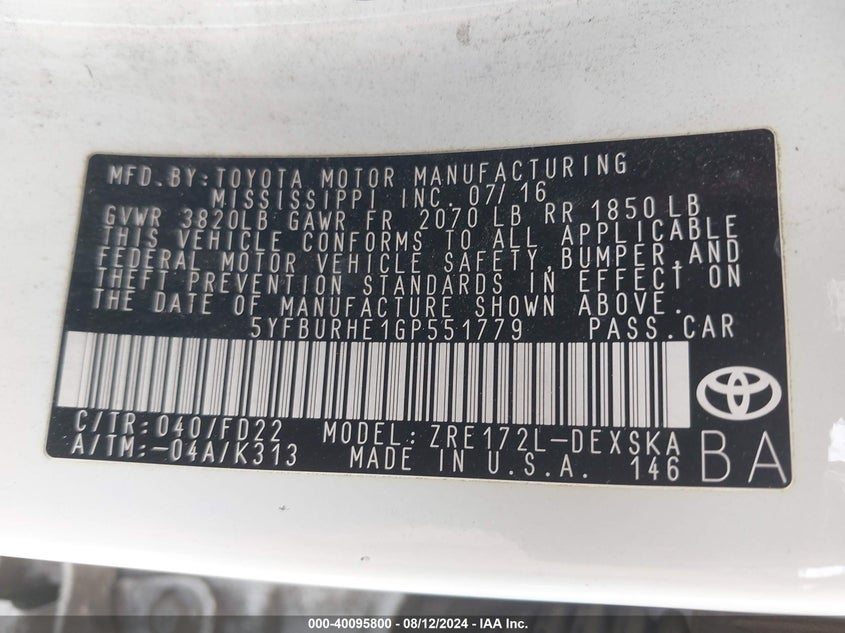 MFD.BY:TOYOTA MOTOR MANUFACTURING
MISSISSIPPI INC. 07/16
GVWR 3820LB GAWR FR 2070 LB RR 1850LB
THIS VEHICLE CONFORMS TO ALL APPLICABLE
FEDERAL MOTOR VEHICLE SAFETY,BUMPER,AND
THEFT PREVENTION STANDARDS IN EFFECT ON
THE DATE OF MANUFACTURE SHOWN ABOVE.
5YFBURHE1GP551779 PASS.CAR
C/TR:040/FD22 MODEL:ZRE172L-DEXSKA
A/TM:-04A/K313 MADE IN U.S.A. 146 BA
000-40095800 - 08/12/2024 - IAA Inc.